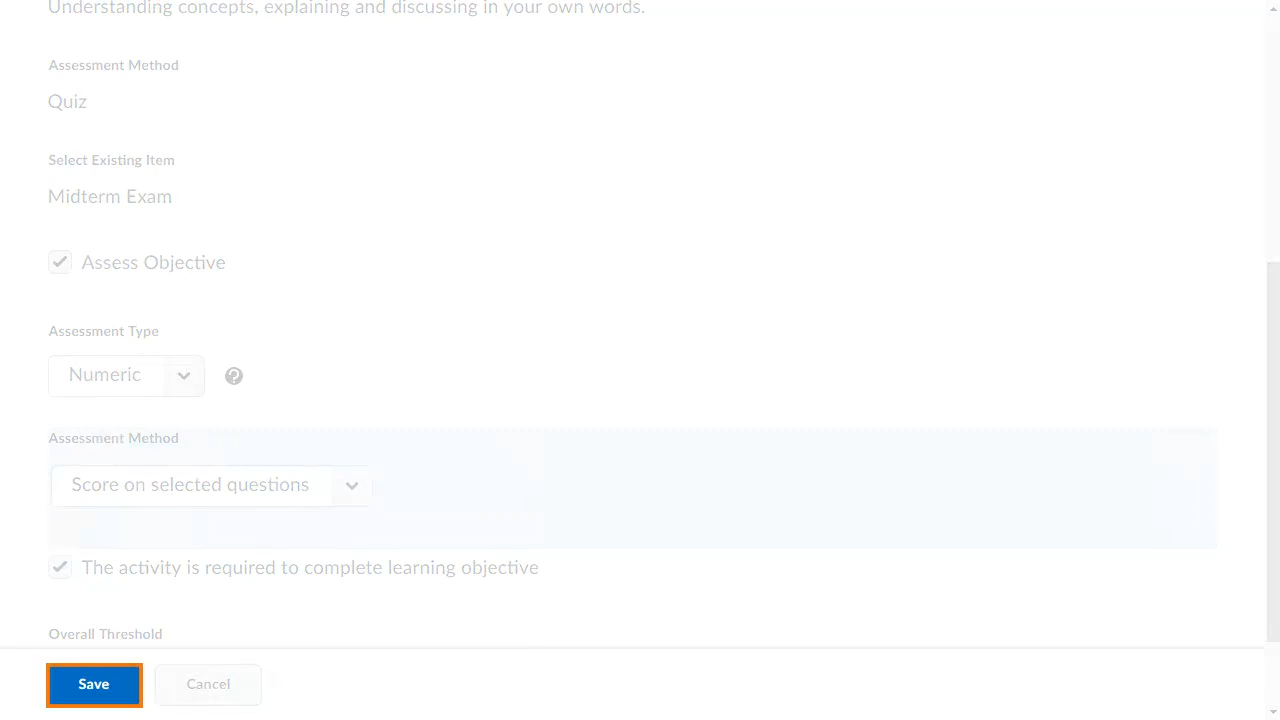 Understanding concepts, explaining and discussing in your own words.
Assessment Method
Quiz
Select Existing Item
Midterm Exam
Assess Objective
Assessment Type
Numeric
Assessment Method
Score on selected questions
The activity is required to complete learning objective
Overall Threshold
Save
Cancel